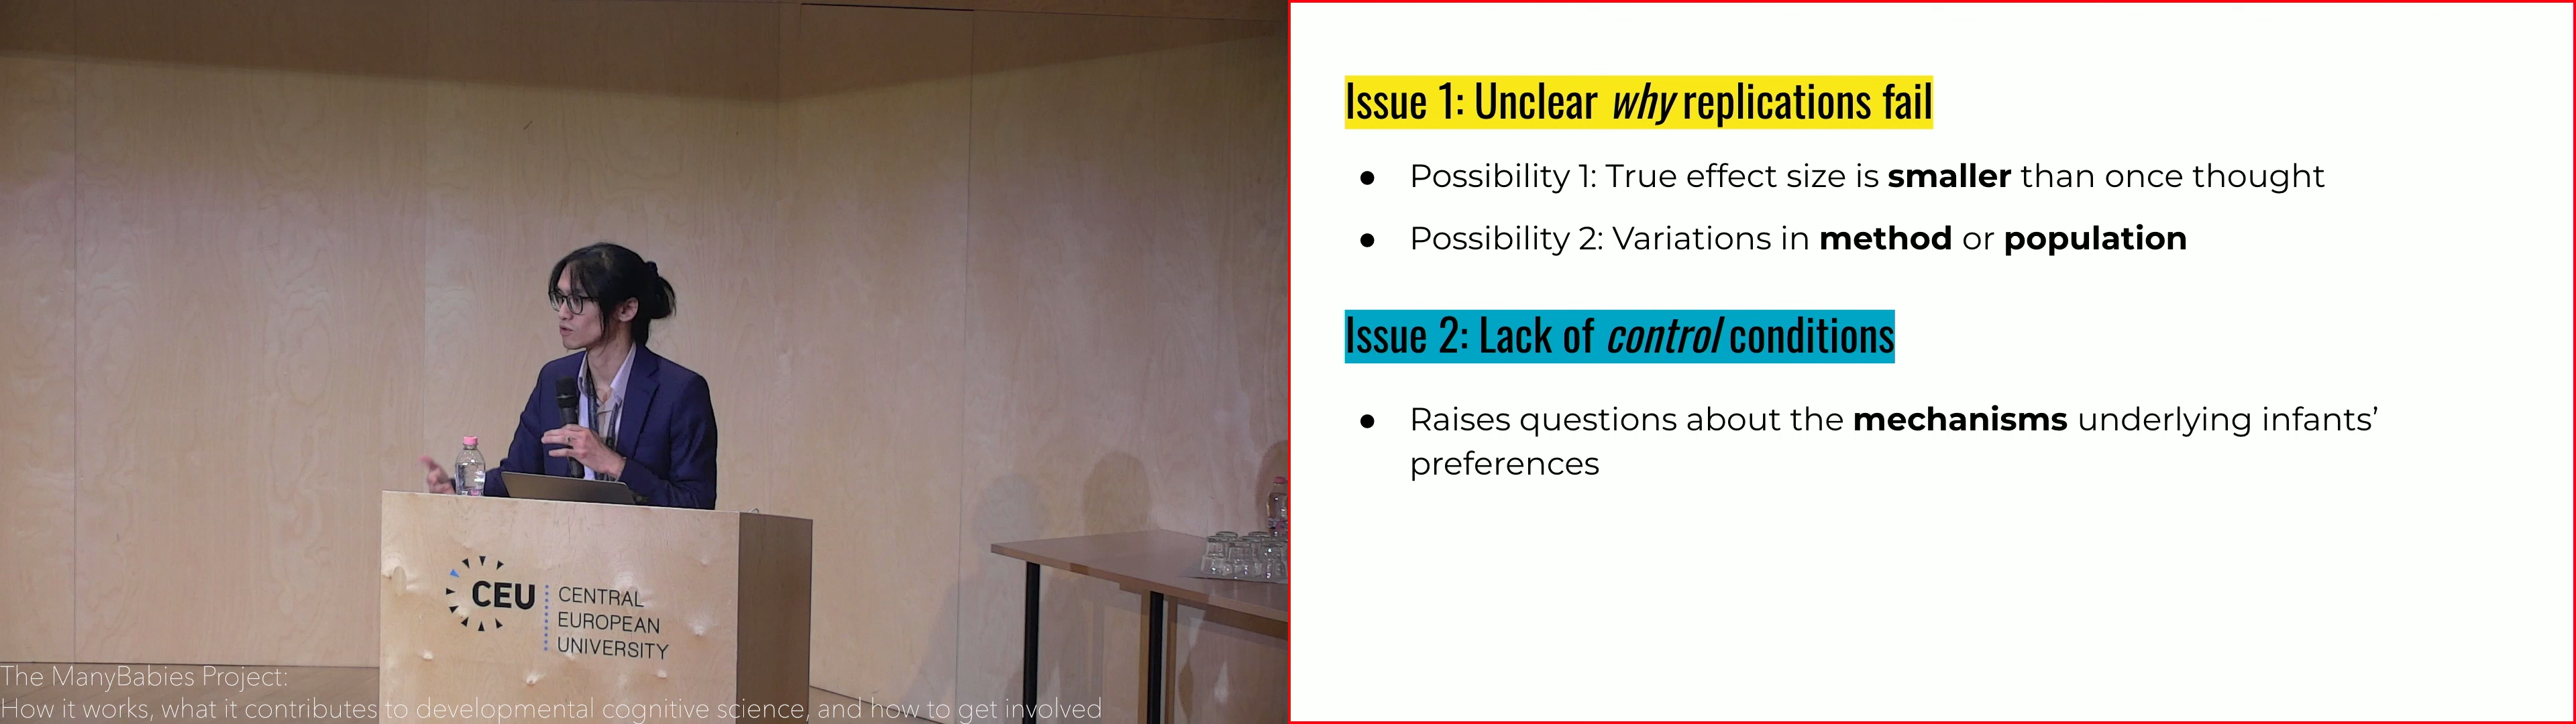 CEU
CENTRAL
EUROPEAN
UNIVERSITY
The ManyBabies Project:
How it works, what it contributes to developmental cognitive science, and how to get involved
Issue 1: Unclear why replications fail
● Possibility 1: True effect size is smaller than once thought
● Possibility 2: Variations in method or population
Issue 2: Lack of control conditions
● Raises questions about the mechanisms underlying infants’
preferences